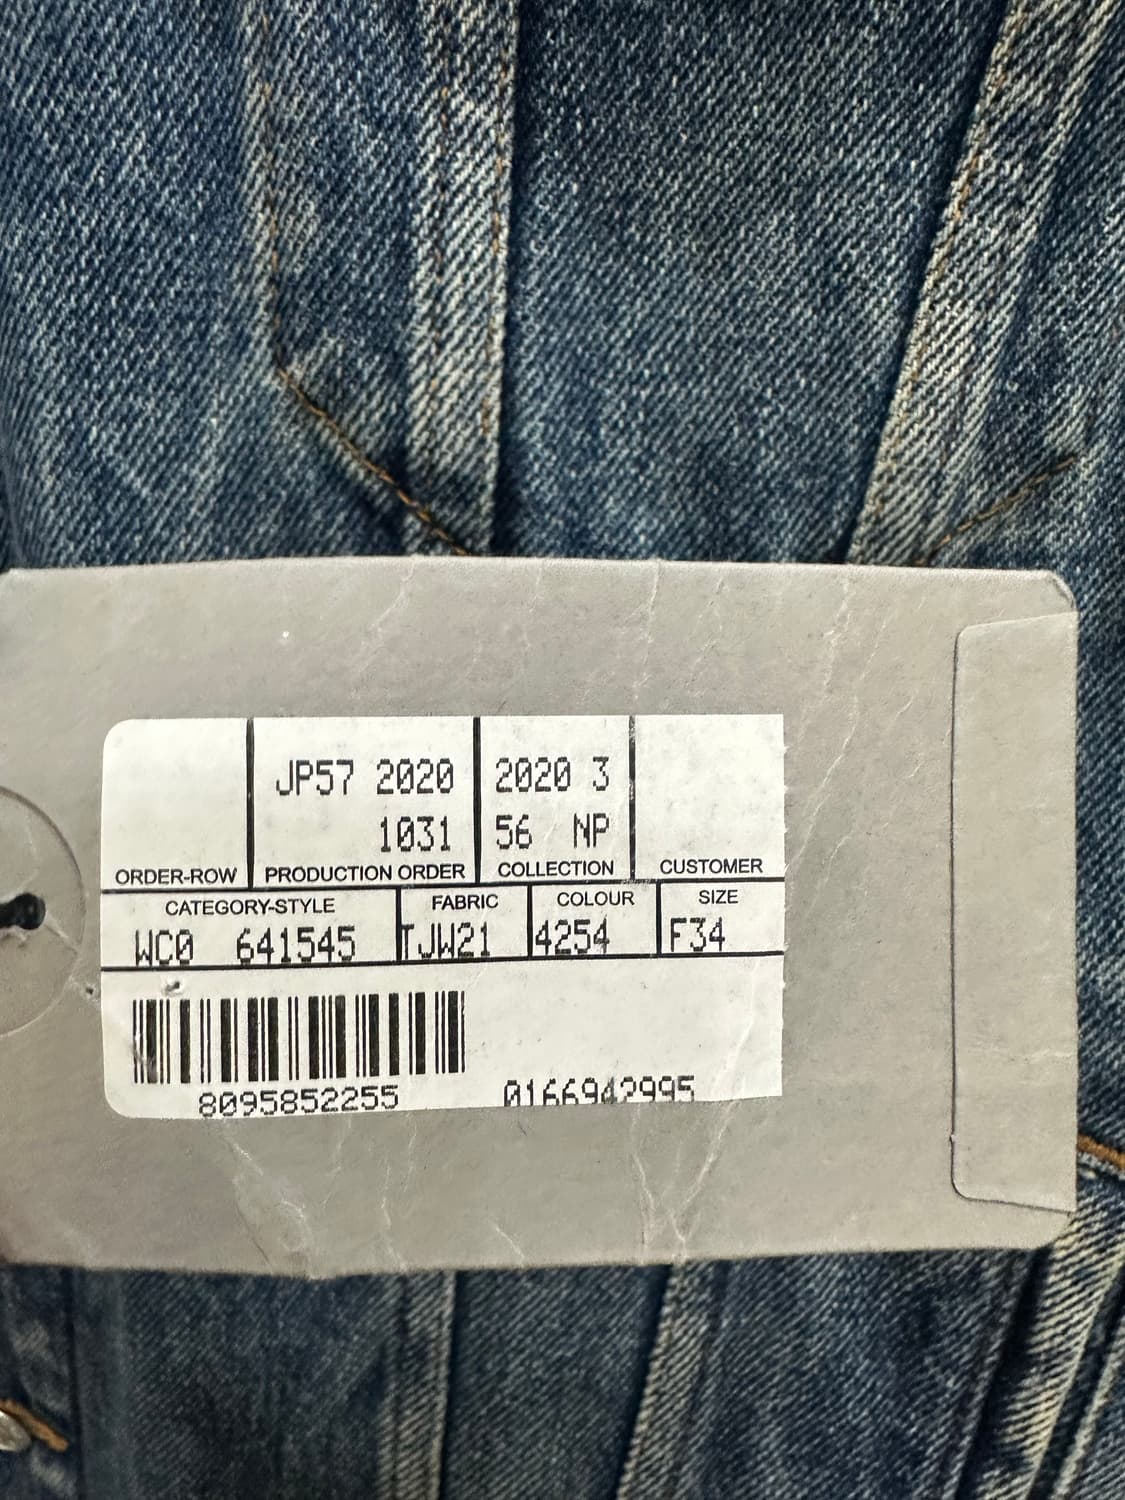 JP57 2020
1031
2020 3
56 NP
ORDER-ROW PRODUCTION ORDER COLLECTION CUSTOMER
CATEGORY-STYLE FABRIC COLOUR SIZE
WC0 641545 TJW21 4254 F34
8095852255 0166942995